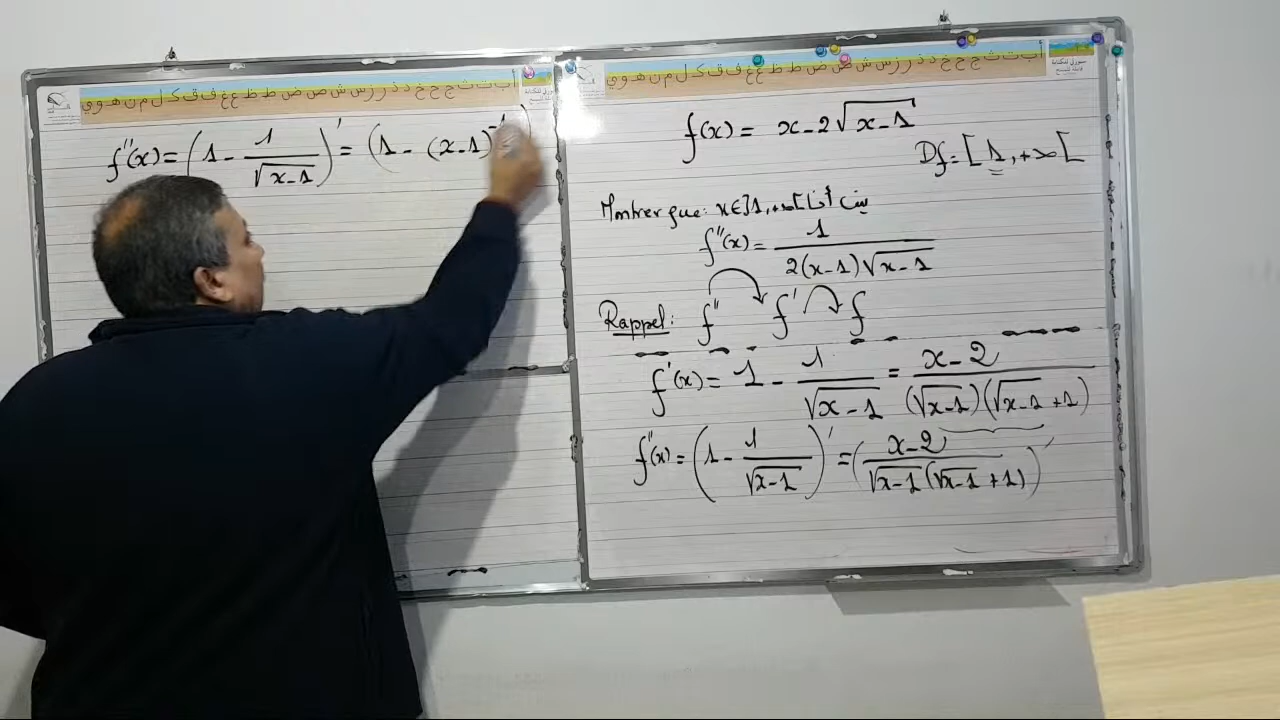 أ ب ت ث ج ح خ د ذ ر ز س ش ص ض ط ظ ع غ ف ق ك ل م ن ه و ي
f''(x) = (1 - 1/√(x-1))' = (1 - (x-1)
أ ب ت ث ج ح خ د ذ ر ز س ش ص ض ط ظ ع غ ف ق ك ل م ن ه و ي
f(x) = x - 2√(x-1)
Df = [1, +∞[
Montrer que: x∈]1, +∞[ بين أن
f''(x) = 1/(2(x-1)√(x-1))
Rappel: f'' f' f
f'(x) = 1 - 1/√(x-1) = (x-2)/((√(x-1))(√(x-1)+1))
f''(x) = (1 - 1/√(x-1))' = ((x-2)/(√(x-1)(√(x-1)+1)))'